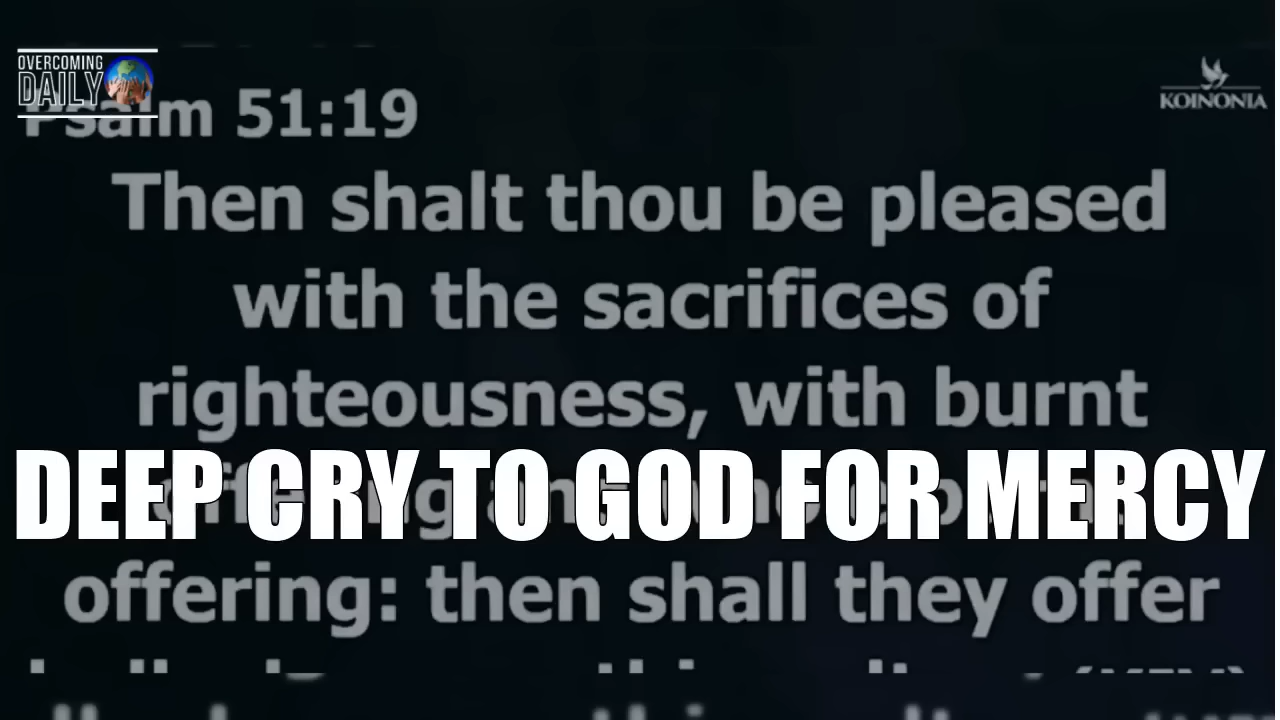 OVERCOMING
DAILY
KOINONIA
Psalm 51:19
Then shalt thou be pleased
with the sacrifices of
righteousness, with burnt
DEEP CRY TO GOD FOR MERCY
offering: then shall they offer